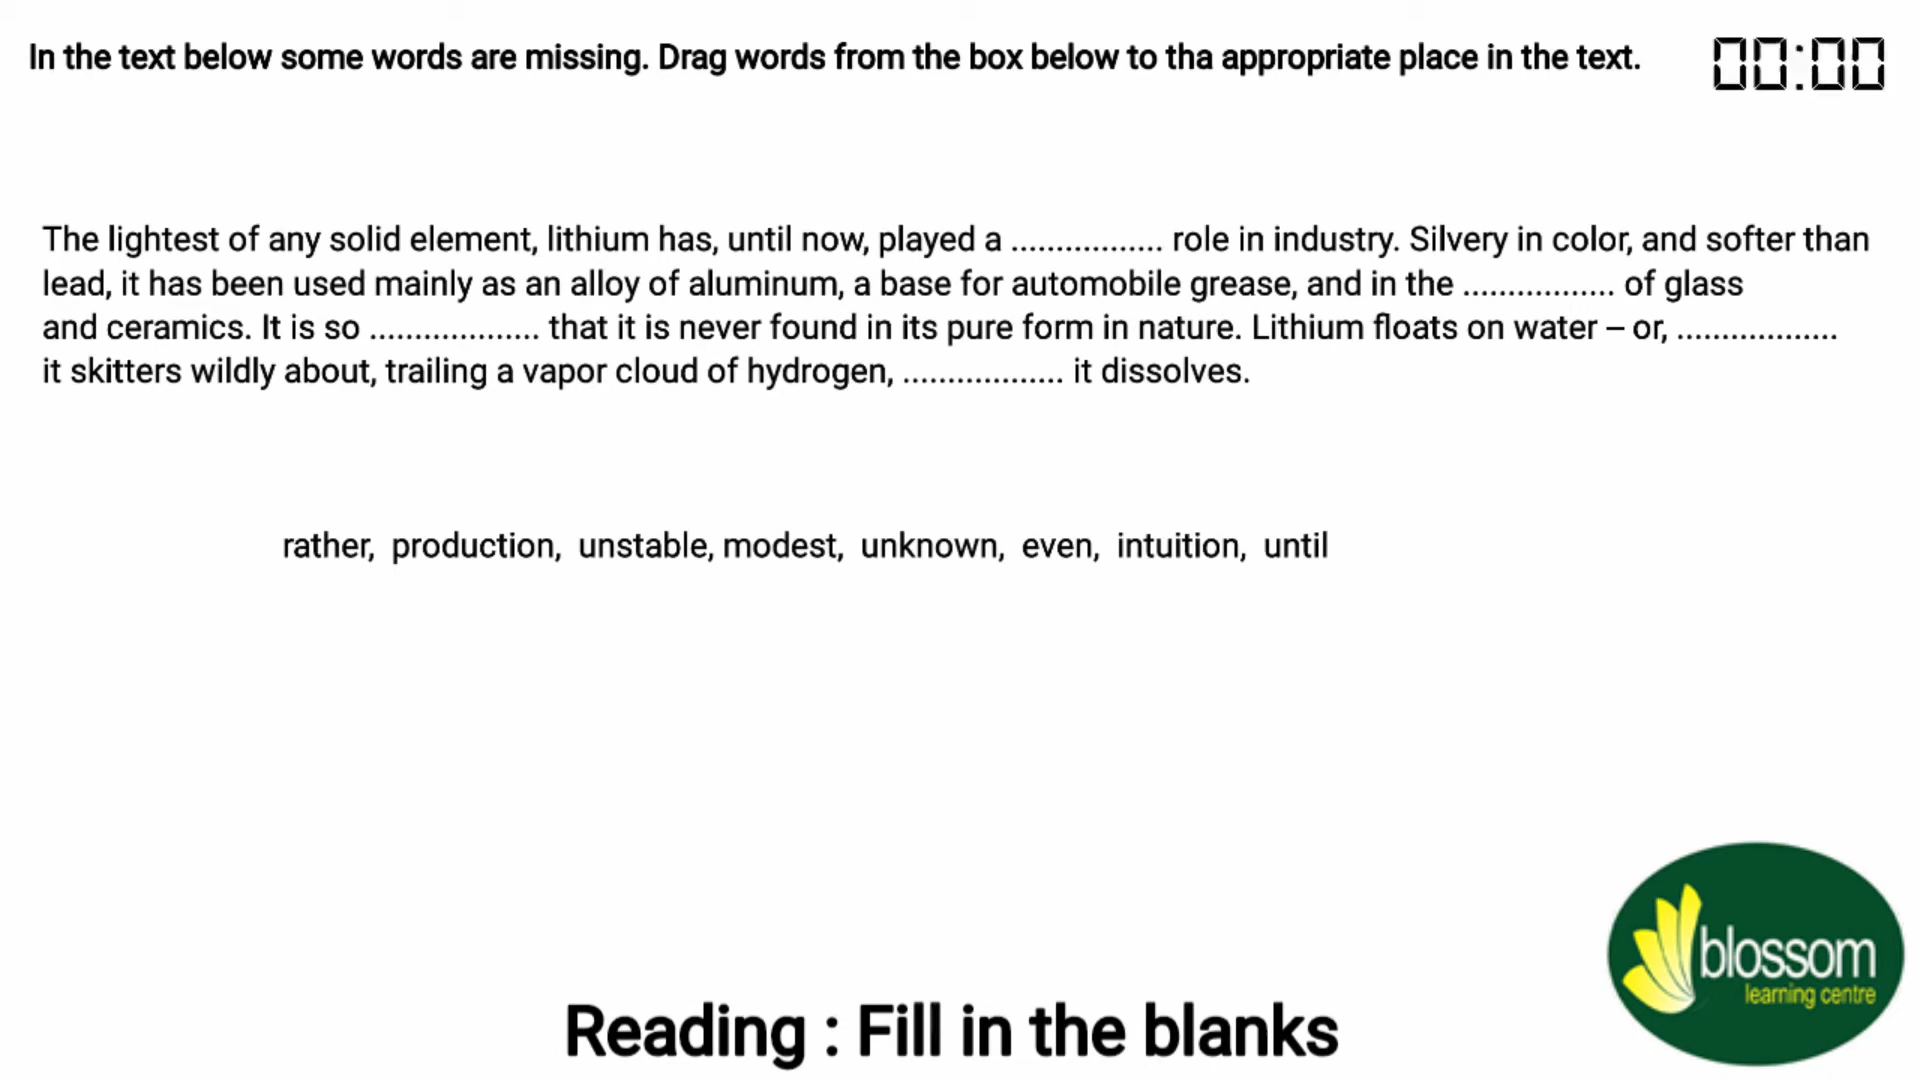 In the text below some words are missing. Drag words from the box below to tha appropriate place in the text.
00:00
The lightest of any solid element, lithium has, until now, played a ................. role in industry. Silvery in color, and softer than
lead, it has been used mainly as an alloy of aluminum, a base for automobile grease, and in the ................. of glass
and ceramics. It is so ................... that it is never found in its pure form in nature. Lithium floats on water – or, ..................
it skitters wildly about, trailing a vapor cloud of hydrogen, .................. it dissolves.
rather, production, unstable, modest, unknown, even, intuition, until
blossom
learning centre
Reading : Fill in the blanks